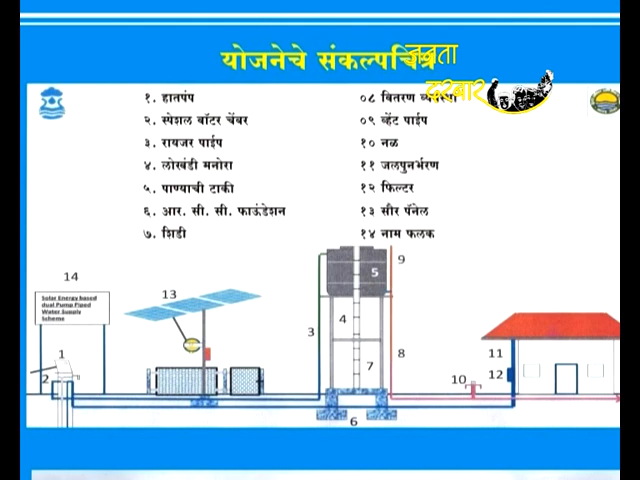 योजनेचे संकल्पचित्र
जनता
दरबार
१. हातपंप
२. स्पेशल वॉटर चेंबर
३. रायजर पाईप
४. लोखंडी मनोरा
५. पाण्याची टाकी
६. आर. सी. सी. फाऊंडेशन
७. शिडी
०८ वितरण व्यवस्था
०९ व्हेंट पाईप
१० नळ
११ जलपुनर्भरण
१२ फिल्टर
१३ सौर पॅनेल
१४ नाम फलक
14
Solar Energy based
dual Pump Piped
Water Supply
Scheme
13
1
2
3
4
5
6
7
8
9
10
11
12